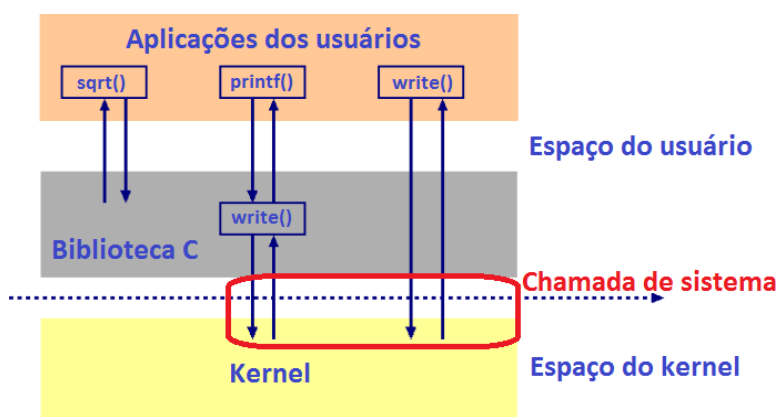 Aplicações dos usuários
sqrt()
printf()
write()
Espaço do usuário
write()
Biblioteca C
Chamada de sistema
Kernel
Espaço do kernel